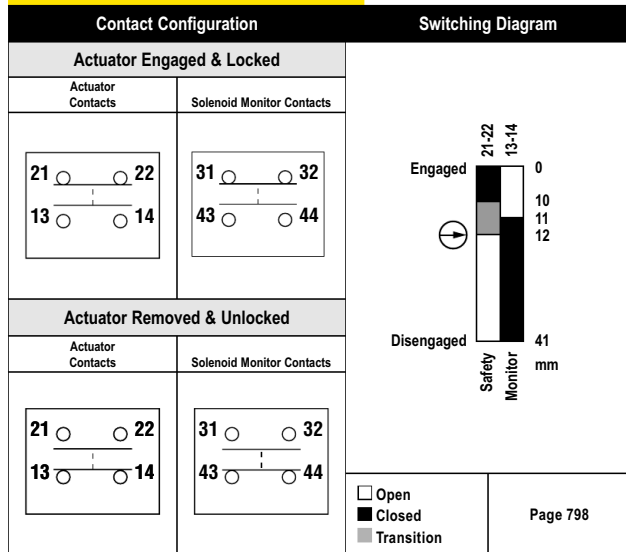 Contact Configuration
Switching Diagram
Actuator Engaged & Locked
Actuator
Contacts
Solenoid Monitor Contacts
21 22
13 14
31 32
43 44
Actuator Removed & Unlocked
Actuator
Contacts
Solenoid Monitor Contacts
21 22
13 14
31 32
43 44
21-22
13-14
Engaged
0
10
11
12
Disengaged
41
mm
Safety
Monitor
Open
Closed
Transition
Page 798